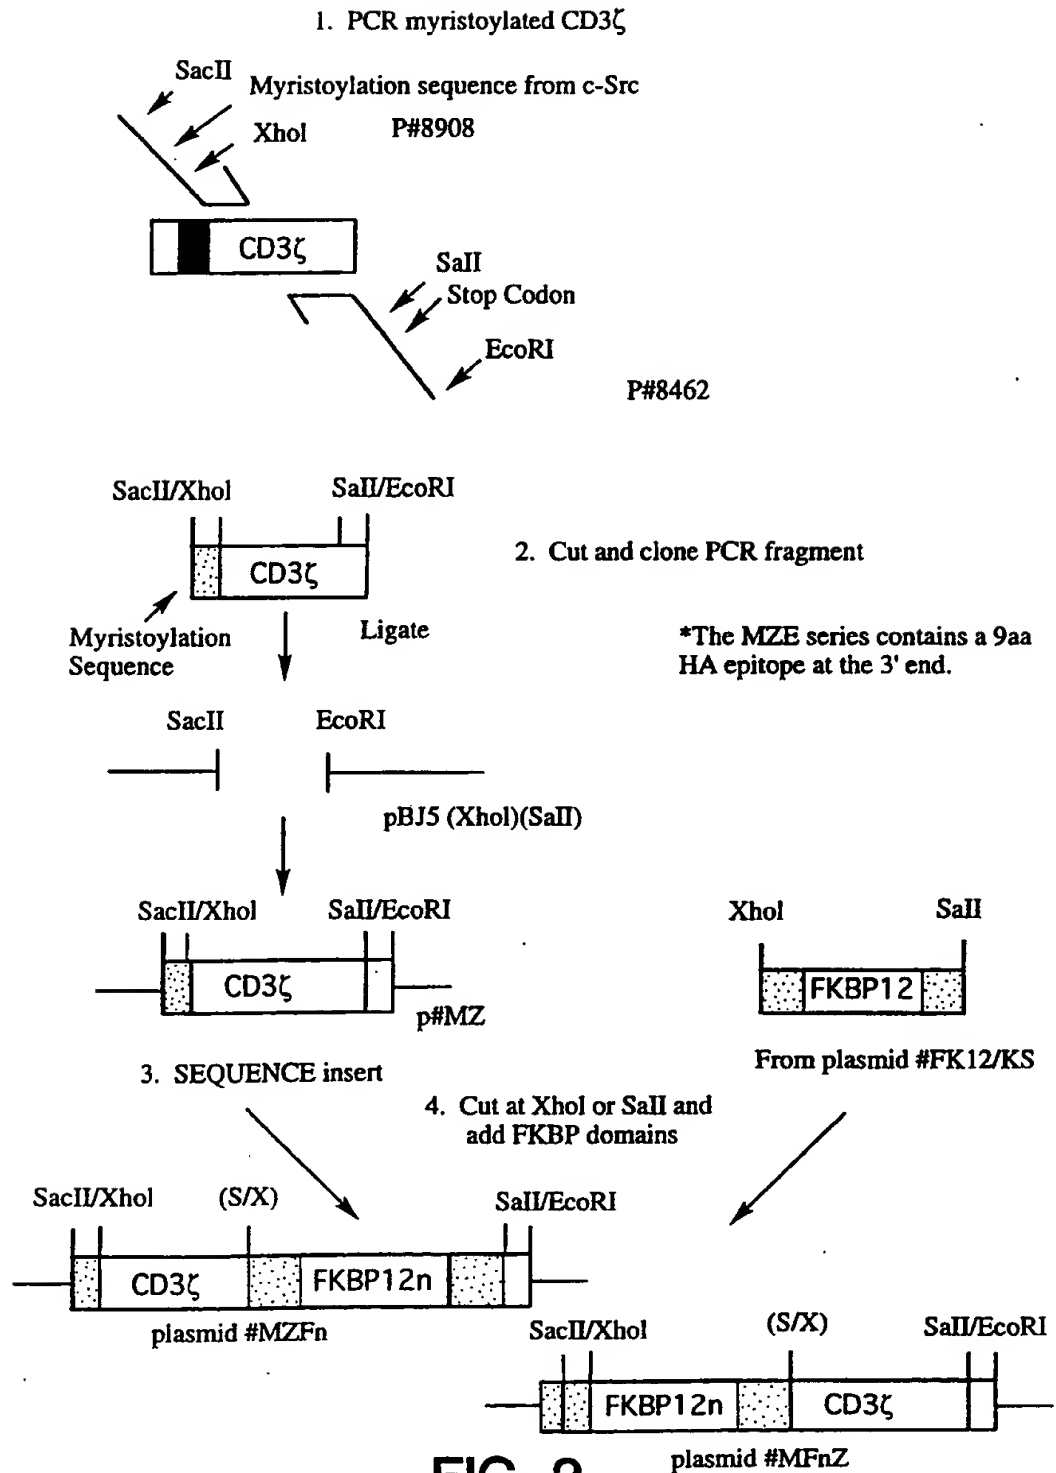 1. PCR myristoylated CD3ζ
SacII
Myristoylation sequence from c-Src
XhoI
P#8908
CD3ζ
SalI
Stop Codon
EcoRI
P#8462
SacII/XhoI
SalI/EcoRI
2. Cut and clone PCR fragment
CD3ζ
Myristoylation
Sequence
Ligate
*The MZE series contains a 9aa
HA epitope at the 3' end.
SacII
EcoRI
pBJ5 (XhoI)(SalI)
SacII/XhoI
SalI/EcoRI
XhoI
SalI
CD3ζ
FKBP12
p#MZ
From plasmid #FK12/KS
3. SEQUENCE insert
4. Cut at XhoI or SalI and
add FKBP domains
SacII/XhoI
(S/X)
SalI/EcoRI
CD3ζ
FKBP12n
plasmid #MZFn
SacII/XhoI
(S/X)
SalI/EcoRI
FKBP12n
CD3ζ
plasmid #MFnZ